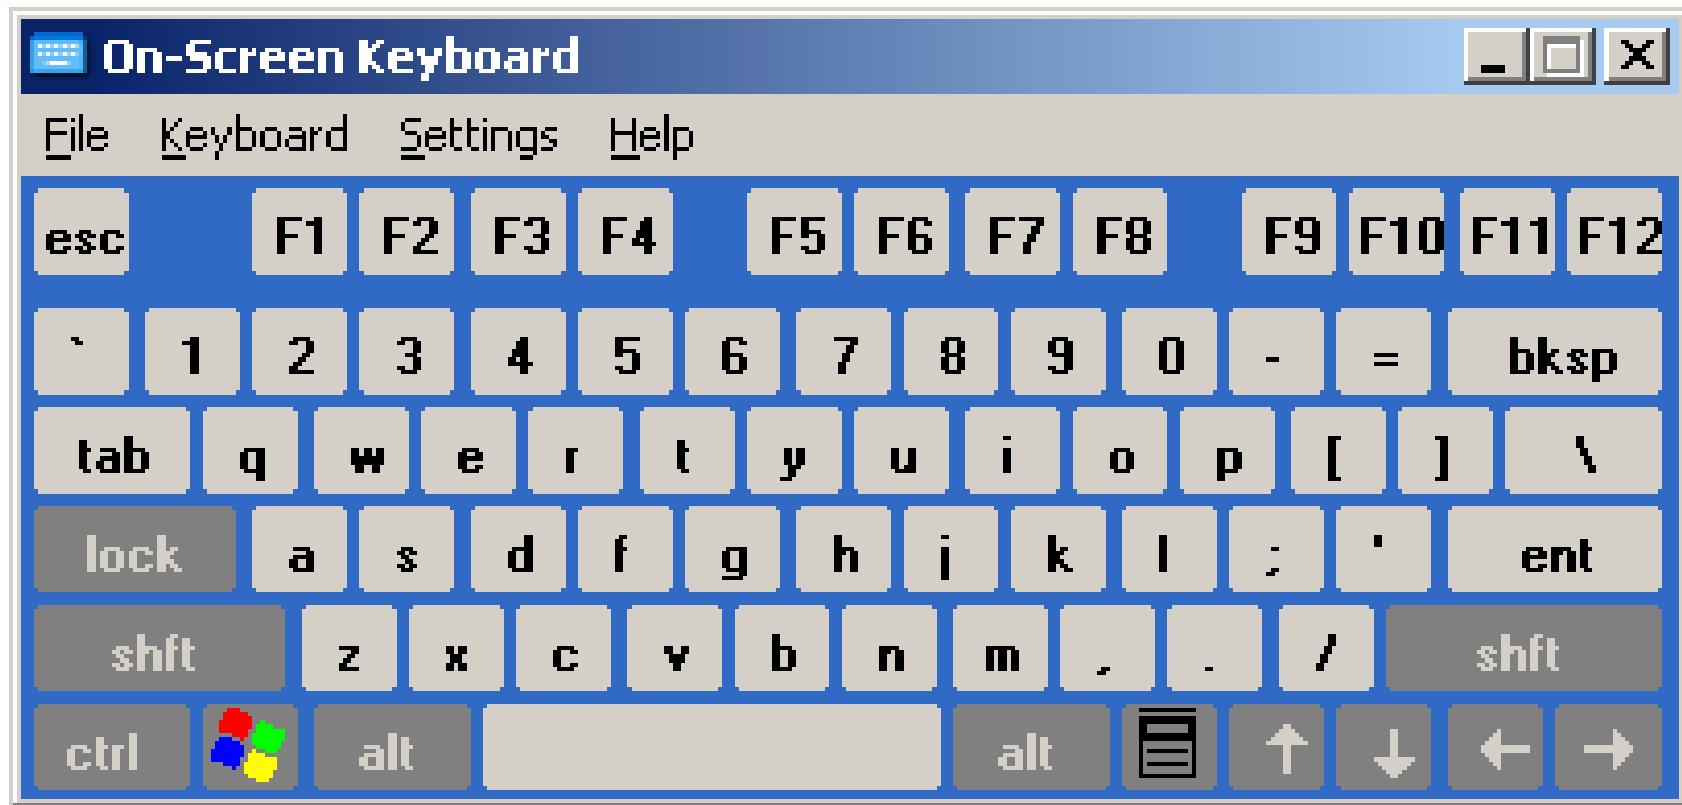 On-Screen Keyboard
File Keyboard Settings Help
esc F1 F2 F3 F4 F5 F6 F7 F8 F9 F10 F11 F12
` 1 2 3 4 5 6 7 8 9 0 - = bksp
tab q w e r t y u i o p [ ] \
lock a s d f g h j k l ; ' ent
shft z x c v b n m , . / shft
ctrl alt alt ↑ ↓ ← →